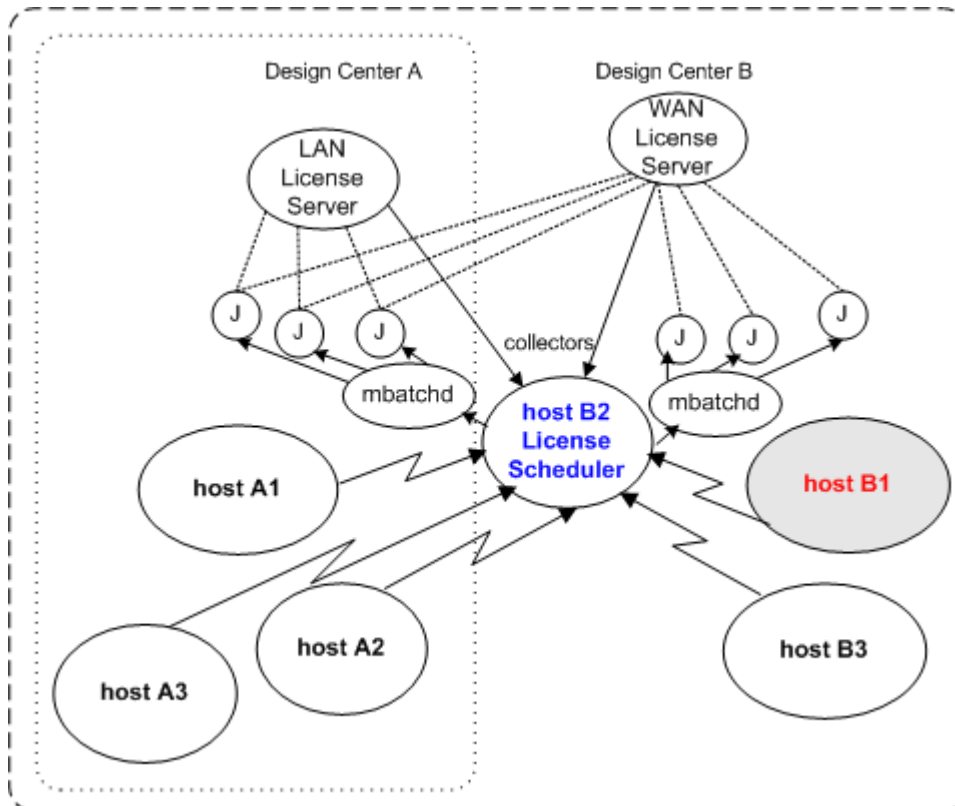 Design Center A
Design Center B
LAN
License
Server
WAN
License
Server
J
J
J
J
J
J
collectors
mbatchd
mbatchd
host B2
License
Scheduler
host A1
host B1
host A2
host A3
host B3